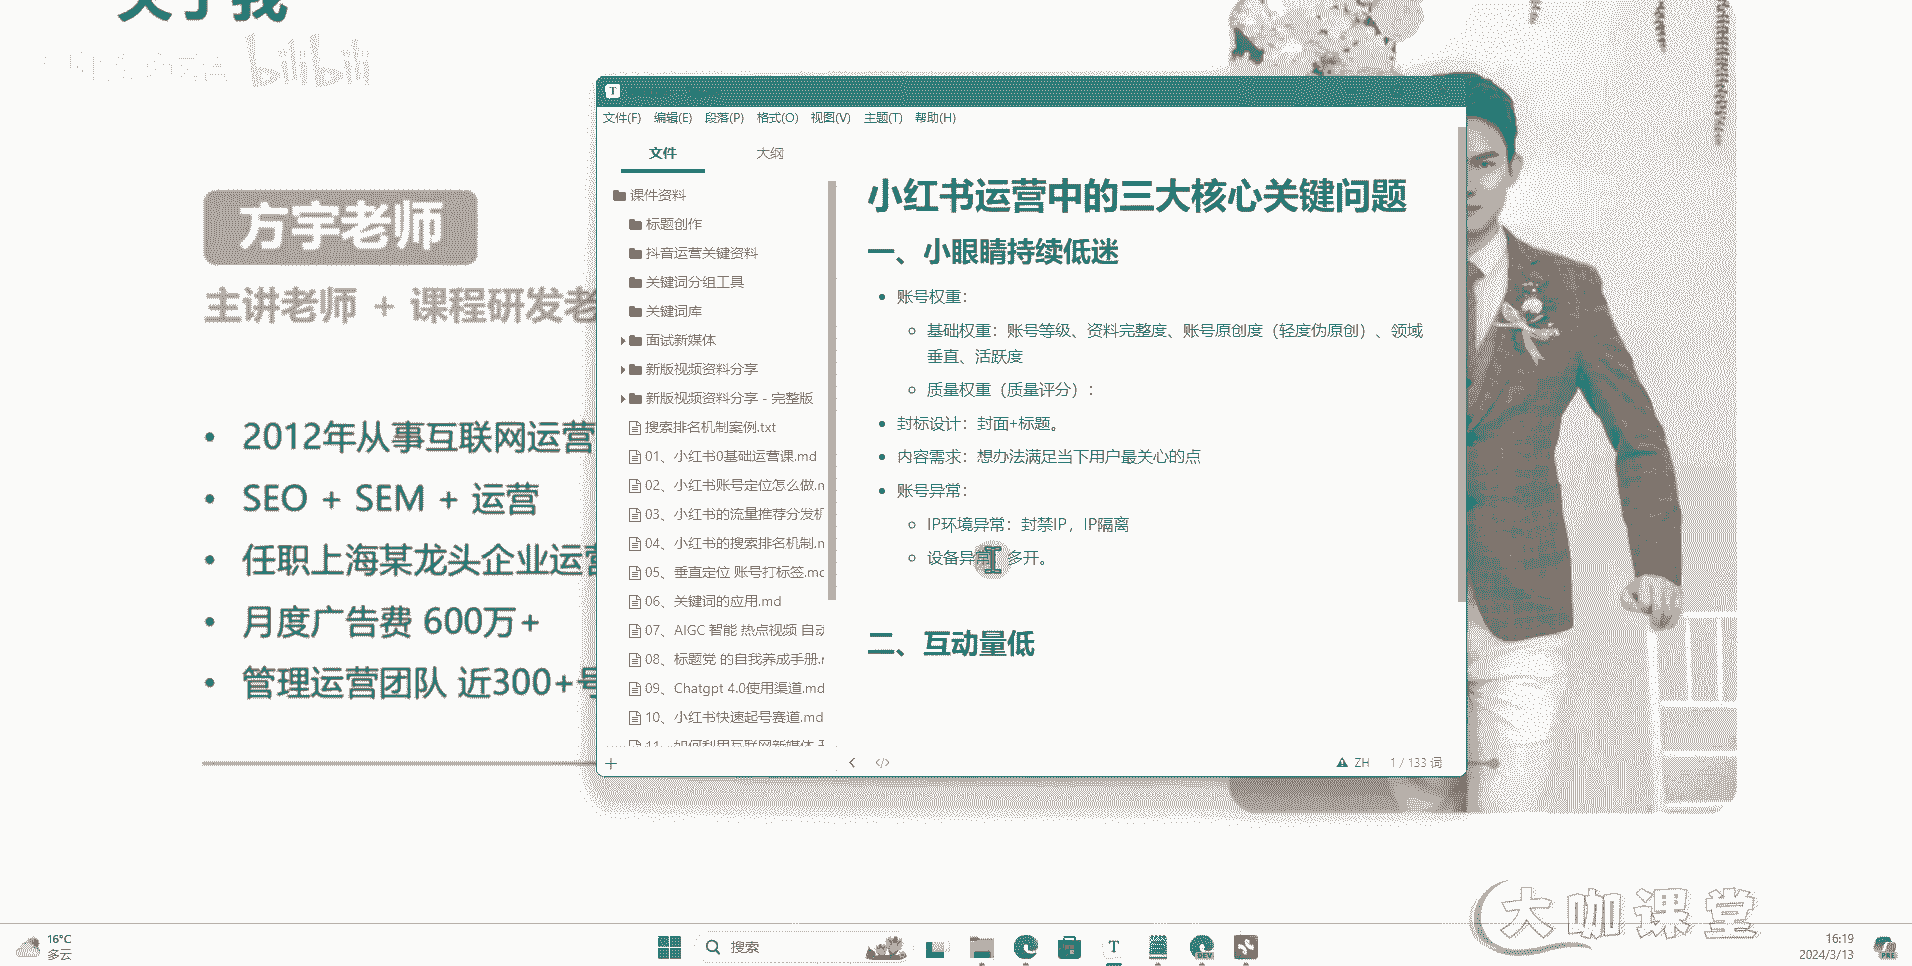 关于我
bilibili
方宇老师
主讲老师 + 课程研发老
2012年从事互联网运营
SEO + SEM + 运营
任职上海某龙头企业运营
月度广告费 600万+
管理运营团队 近300+号
T
文件(F) 编辑(E) 段落(P) 格式(O) 视图(V) 主题(T) 帮助(H)
文件 大纲
课件资料
标题创作
抖音运营关键资料
关键词分组工具
关键词库
面试新媒体
新版视频资料分享
新版视频资料分享 - 完整版
搜索排名机制案例.txt
01、小红书0基础运营课.md
02、小红书账号定位怎么做.m
03、小红书的流量推荐分发机
04、小红书的搜索排名机制.m
05、垂直定位 账号打标签.mc
06、关键词的应用.md
07、AIGC 智能 热点视频 自动
08、标题党 的自我养成手册.r
09、Chatgpt 4.0使用渠道.md
10、小红书快速起号赛道.md
11、如何利用互联网新媒体
小红书运营中的三大核心关键问题
一、小眼睛持续低迷
账号权重：
基础权重：账号等级、资料完整度、账号原创度（轻度伪原创）、领域
垂直、活跃度
质量权重（质量评分）：
封标设计：封面+标题。
内容需求：想办法满足当下用户最关心的点
账号异常：
IP环境异常：封禁IP，IP隔离
设备异常 多开。
二、互动量低
ZH 1 / 133 词
大咖课堂
16°C
多云
搜索
T
DEV
16:19
2024/3/13
PRE